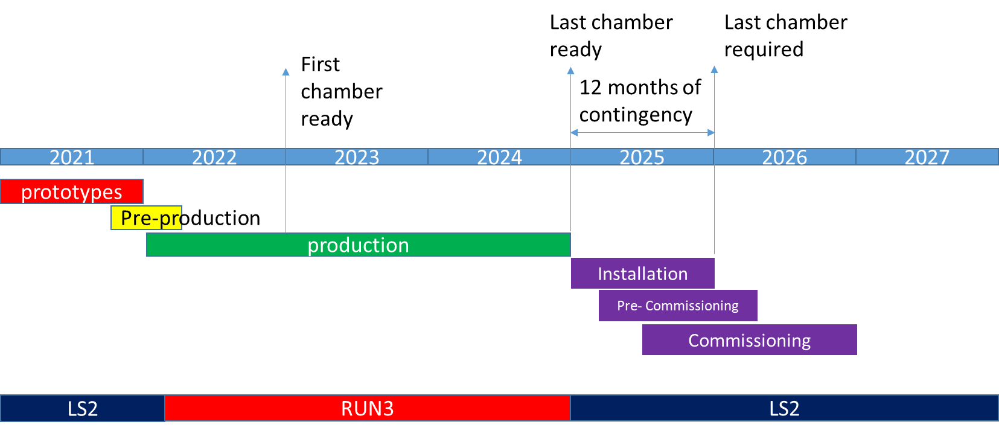 Last chamber
ready
Last chamber
required
First
chamber
ready
12 months of
contingency
2021 2022 2023 2024 2025 2026 2027
prototypes
Pre-production
production
Installation
Pre- Commissioning
Commissioning
LS2 RUN3 LS2